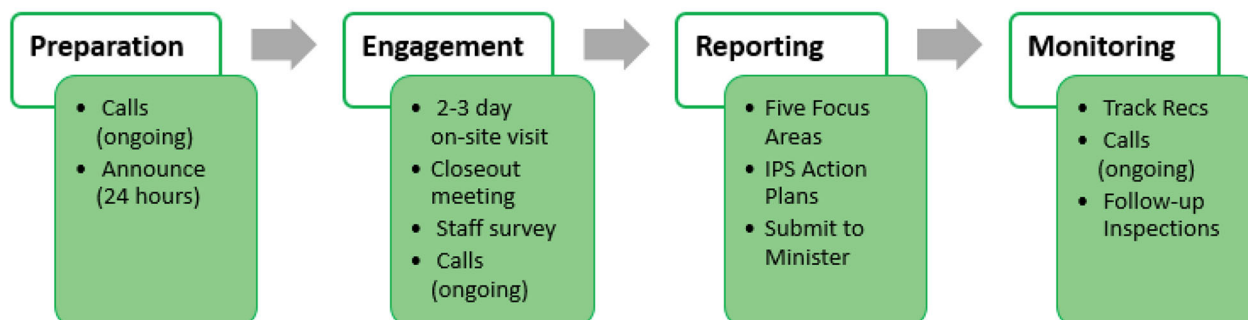 Preparation
• Calls
(ongoing)
• Announce
(24 hours)
Engagement
• 2-3 day
on-site visit
• Closeout
meeting
• Staff survey
• Calls
(ongoing)
Reporting
• Five Focus
Areas
• IPS Action
Plans
• Submit to
Minister
Monitoring
• Track Recs
• Calls
(ongoing)
• Follow-up
Inspections